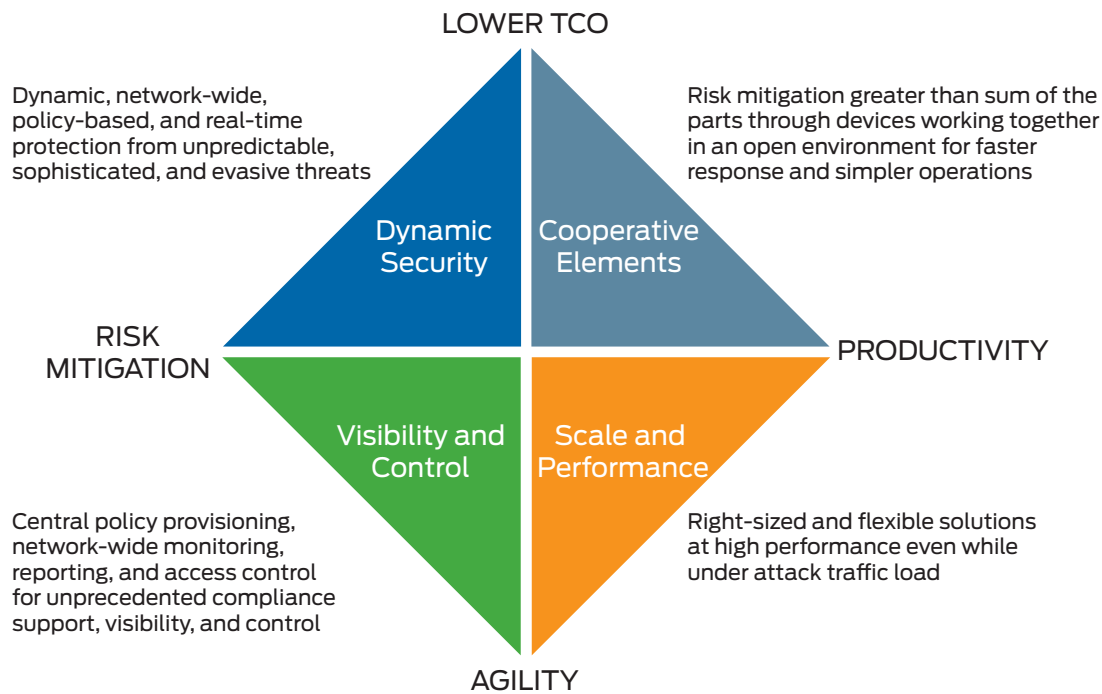 LOWER TCO
Dynamic, network-wide,
policy-based, and real-time
protection from unpredictable,
sophisticated, and evasive threats
Risk mitigation greater than sum of the
parts through devices working together
in an open environment for faster
response and simpler operations
Dynamic
Security
Cooperative
Elements
RISK
MITIGATION
PRODUCTIVITY
Visibility and
Control
Scale and
Performance
Central policy provisioning,
network-wide monitoring,
reporting, and access control
for unprecedented compliance
support, visibility, and control
Right-sized and flexible solutions
at high performance even while
under attack traffic load
AGILITY